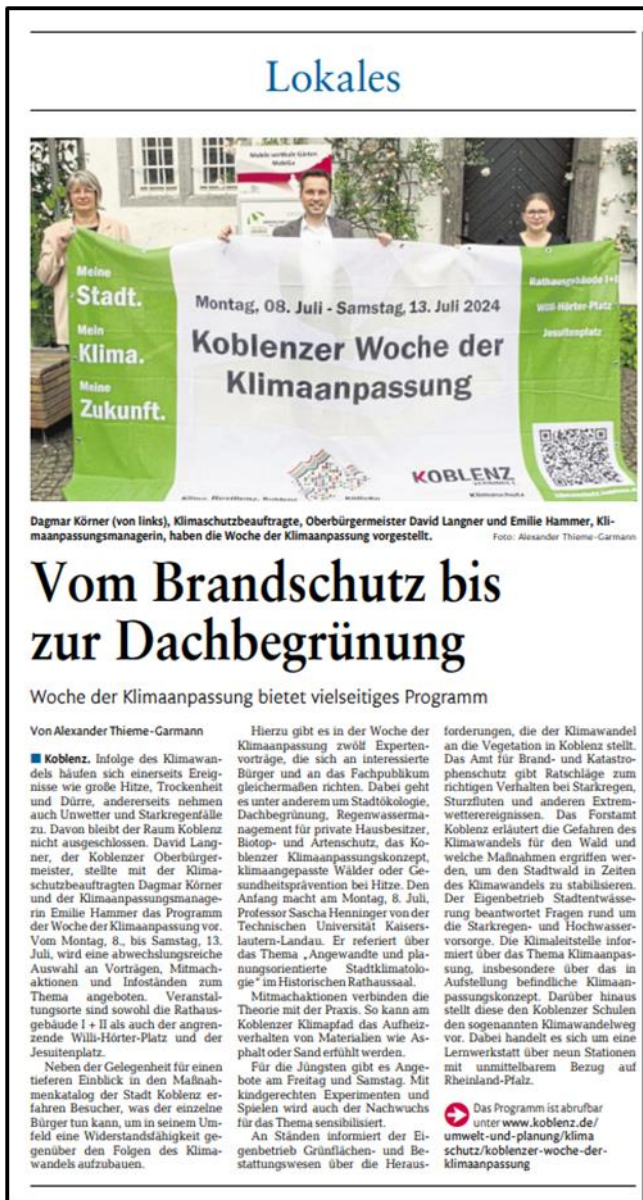 Lokales
Mobile vertikale Gärten
Meine
Stadt.
Mein
Klima.
Meine
Zukunft.
Montag, 08. Juli - Samstag, 13. Juli 2024
Koblenzer Woche der
Klimaanpassung
Rathausgebäude I+II
Willi-Hörter-Platz
Jesuitenplatz
KOBLENZ
Dagmar Körner (von links), Klimaschutzbeauftragte, Oberbürgermeister David Langner und Emilie Hammer, Kli-
maanpassungsmanagerin, haben die Woche der Klimaanpassung vorgestellt.
Foto: Alexander Thieme-Garmann
Vom Brandschutz bis
zur Dachbegrünung
Woche der Klimaanpassung bietet vielseitiges Programm
Von Alexander Thieme-Garmann
Koblenz. Infolge des Klimawan-
dels häufen sich einerseits Ereig-
nisse wie große Hitze, Trockenheit
und Dürre, andererseits nehmen
auch Unwetter und Starkregenfälle
zu. Davon bleibt der Raum Koblenz
nicht ausgeschlossen. David Lang-
ner, der Koblenzer Oberbürger-
meister, stellte mit der Klima-
schutzbeauftragten Dagmar Körner
und der Klimaanpassungsmanage-
rin Emilie Hammer das Programm
der Woche der Klimaanpassung vor.
Vom Montag, 8., bis Samstag, 13.
Juli, wird eine abwechslungsreiche
Auswahl an Vorträgen, Mitmach-
aktionen und Infoständen zum
Thema angeboten. Veranstal-
tungsorte sind sowohl die Rathaus-
gebäude I + II als auch der angren-
zende Willi-Hörter-Platz und der
Jesuitenplatz.
Neben der Gelegenheit für einen
tieferen Einblick in den Maßnah-
menkatalog der Stadt Koblenz er-
fahren Besucher, was der einzelne
Bürger tun kann, um in seinem Um-
feld eine Widerstandsfähigkeit ge-
genüber den Folgen des Klima-
wandels aufzubauen.
Hierzu gibt es in der Woche der
Klimaanpassung zwölf Experten-
vorträge, die sich an interessierte
Bürger und an das Fachpublikum
gleichermaßen richten. Dabei geht
es unter anderem um Stadtökologie,
Dachbegrünung, Regenwasserma-
nagement für private Hausbesitzer,
Biotop- und Artenschutz, das Ko-
blenzer Klimaanpassungskonzept,
klimaangepasste Wälder oder Ge-
sundheitsprävention bei Hitze. Den
Anfang macht am Montag, 8. Juli,
Professor Sascha Henninger von der
Technischen Universität Kaisers-
lautern-Landau. Er referiert über
das Thema „Angewandte und pla-
nungsorientierte Stadtklimatolo-
gie“ im Historischen Rathaussaal.
Mitmachaktionen verbinden die
Theorie mit der Praxis. So kann am
Koblenzer Klimapfad das Aufheiz-
verhalten von Materialien wie As-
phalt oder Sand erfühlt werden.
Für die Jüngsten gibt es Ange-
bote am Freitag und Samstag. Mit
kindgerechten Experimenten und
Spielen wird auch der Nachwuchs
für das Thema sensibilisiert.
An Ständen informiert der Ei-
genbetrieb Grünflächen- und Be-
stattungswesen über die Heraus-
forderungen, die der Klimawandel
an die Vegetation in Koblenz stellt.
Das Amt für Brand- und Katastro-
phenschutz gibt Ratschläge zum
richtigen Verhalten bei Starkregen,
Sturzfluten und anderen Extrem-
wetterereignissen. Das Forstamt
Koblenz erläutert die Gefahren des
Klimawandels für den Wald und
welche Maßnahmen ergriffen wer-
den, um den Stadtwald in Zeiten
des Klimawandels zu stabilisieren.
Der Eigenbetrieb Stadtentwässe-
rung beantwortet Fragen rund um
die Starkregen- und Hochwasser-
vorsorge. Die Klimaleitstelle infor-
miert über das Thema Klimaanpas-
sung, insbesondere über das in
Aufstellung befindliche Klimaan-
passungskonzept. Darüber hinaus
stellt diese den Koblenzer Schulen
den sogenannten Klimawandelweg
vor. Dabei handelt es sich um eine
Lernwerkstatt über neun Stationen
mit unmittelbarem Bezug auf
Rheinland-Pfalz.
Das Programm ist abrufbar
unter www.koblenz.de/
umwelt-und-planung/klima
schutz/koblenzer-woche-der-
klimaanpassung